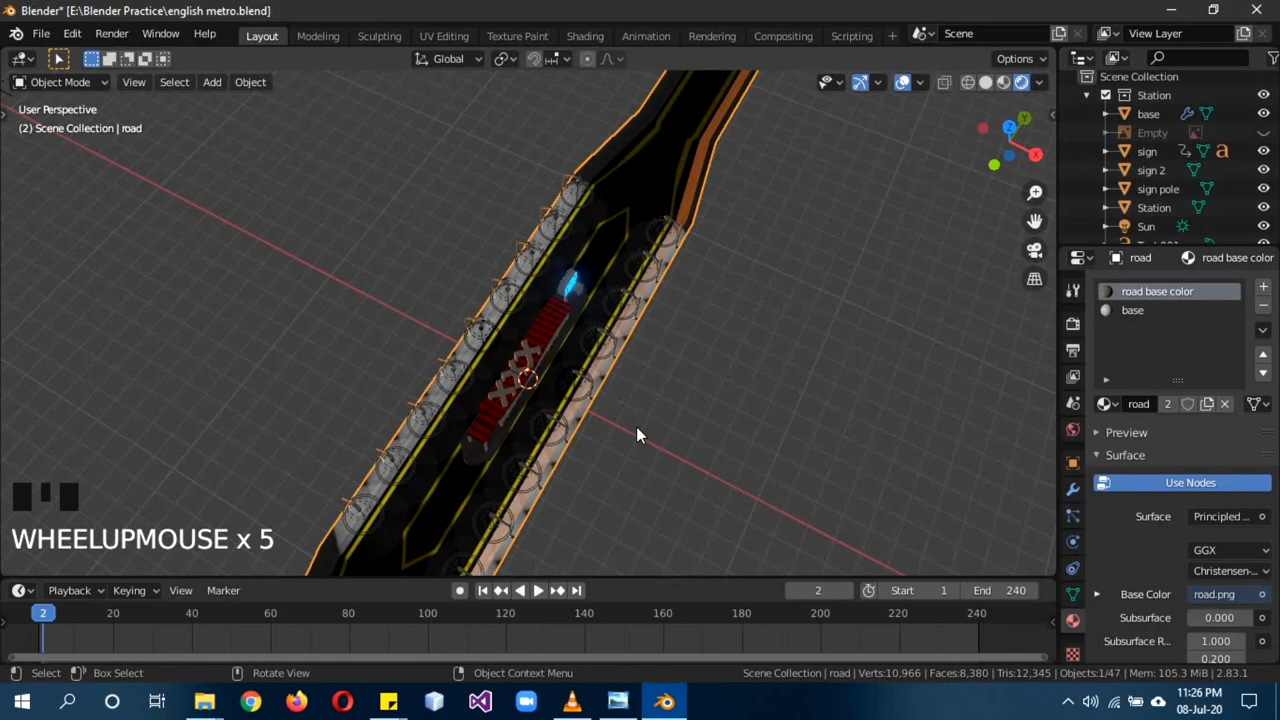 Blender* [E:\Blender Practice\english metro.blend]
File Edit Render Window Help Layout Modeling Sculpting UV Editing Texture Paint Shading Animation Rendering Compositing Scripting Scene View Layer
Global Options
Object Mode View Select Add Object
User Perspective
(2) Scene Collection | road
Scene Collection
Station
base
Empty
sign
sign 2
sign pole
Station
Sun
road road base color
road base color
base
road 2
Preview
Surface
Use Nodes
Surface Principled ...
GGX
Christensen-...
Base Color road.png
Subsurface 0.000
Subsurface R... 1.000
0.200
Z
Y
X
WHEELUPMOUSE x 5
Playback Keying View Marker 2 Start 1 End 240
2 20 40 60 80 100 120 140 160 180 200 220 240
Select Box Select Rotate View Object Context Menu Scene Collection | road | Verts:10,966 | Faces:8,380 | Tris:12,345 | Objects:1/47 | Mem: 105.3 MiB | 2.83.1
11:26 PM
08-Jul-20